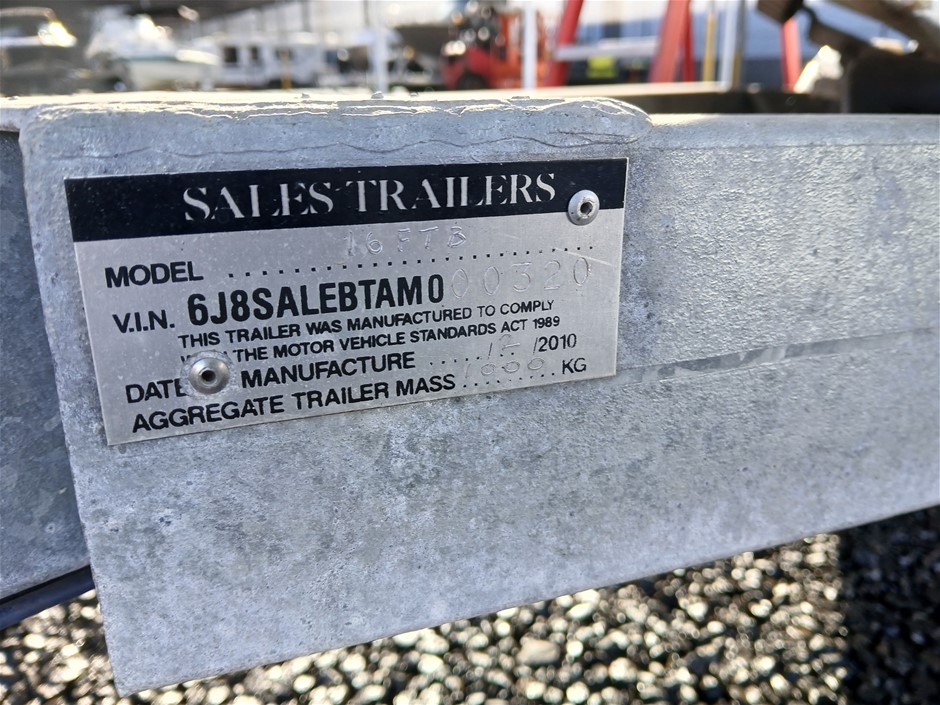 SALES TRAILERS
MODEL 16FTB
V.I.N. 6J8SALEBTAM000320
THIS TRAILER WAS MANUFACTURED TO COMPLY
THE MOTOR VEHICLE STANDARDS ACT 1989
DATE MANUFACTURE /2010
AGGREGATE TRAILER MASS KG